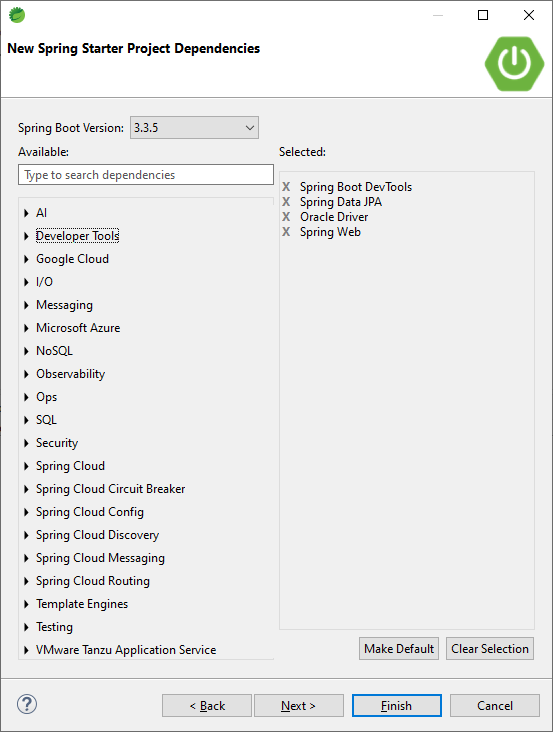 New Spring Starter Project Dependencies
Spring Boot Version: 3.3.5
Available:
Type to search dependencies
AI
Developer Tools
Google Cloud
I/O
Messaging
Microsoft Azure
NoSQL
Observability
Ops
SQL
Security
Spring Cloud
Spring Cloud Circuit Breaker
Spring Cloud Config
Spring Cloud Discovery
Spring Cloud Messaging
Spring Cloud Routing
Template Engines
Testing
VMware Tanzu Application Service
Selected:
X Spring Boot DevTools
X Spring Data JPA
X Oracle Driver
X Spring Web
Make Default Clear Selection
? < Back Next > Finish Cancel